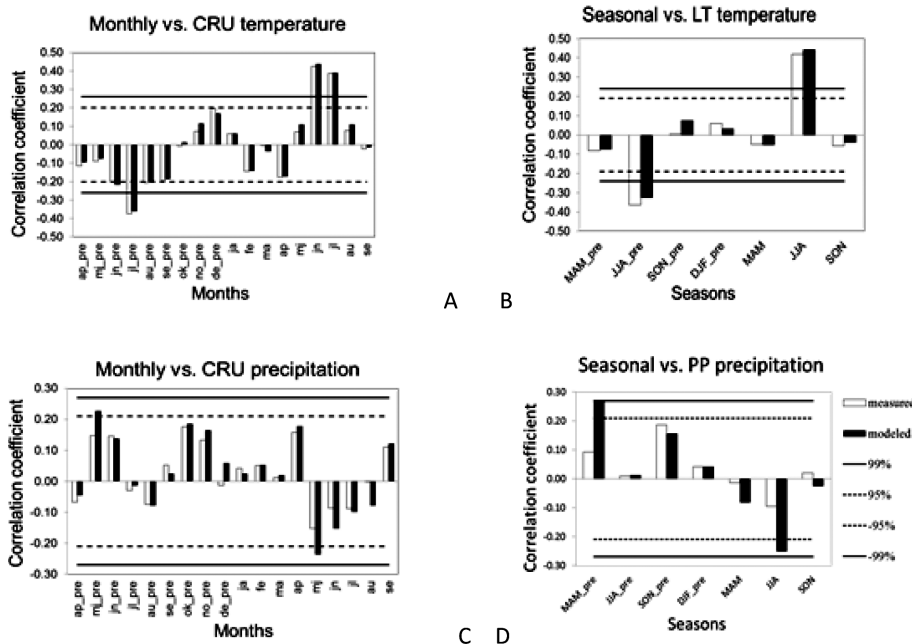 Monthly vs. CRU temperature
Correlation coefficient
0.50
0.40
0.30
0.20
0.10
0.00
-0.10
-0.20
-0.30
-0.40
-0.50
ap_pre
mj_pre
jn_pre
jl_pre
au_pre
se_pre
ok_pre
no_pre
de_pre
ja
fe
ma
ap
mj
jn
jl
au
se
Months
A
Seasonal vs. LT temperature
Correlation coefficient
0.50
0.40
0.30
0.20
0.10
0.00
-0.10
-0.20
-0.30
-0.40
-0.50
MAM_pre
JJA_pre
SON_pre
DJF_pre
MAM
JJA
SON
Seasons
B
Monthly vs. CRU precipitation
Correlation coefficient
0.30
0.20
0.10
0.00
-0.10
-0.20
-0.30
ap_pre
mj_pre
jn_pre
jl_pre
au_pre
se_pre
ok_pre
no_pre
de_pre
ja
fe
ma
ap
mj
jn
jl
au
se
Months
C
Seasonal vs. PP precipitation
Correlation coefficient
0.30
0.20
0.10
0.00
-0.10
-0.20
-0.30
MAM_pre
JJA_pre
SON_pre
DJF_pre
MAM
JJA
SON
Seasons
D
measured
modeled
99%
95%
-95%
-99%